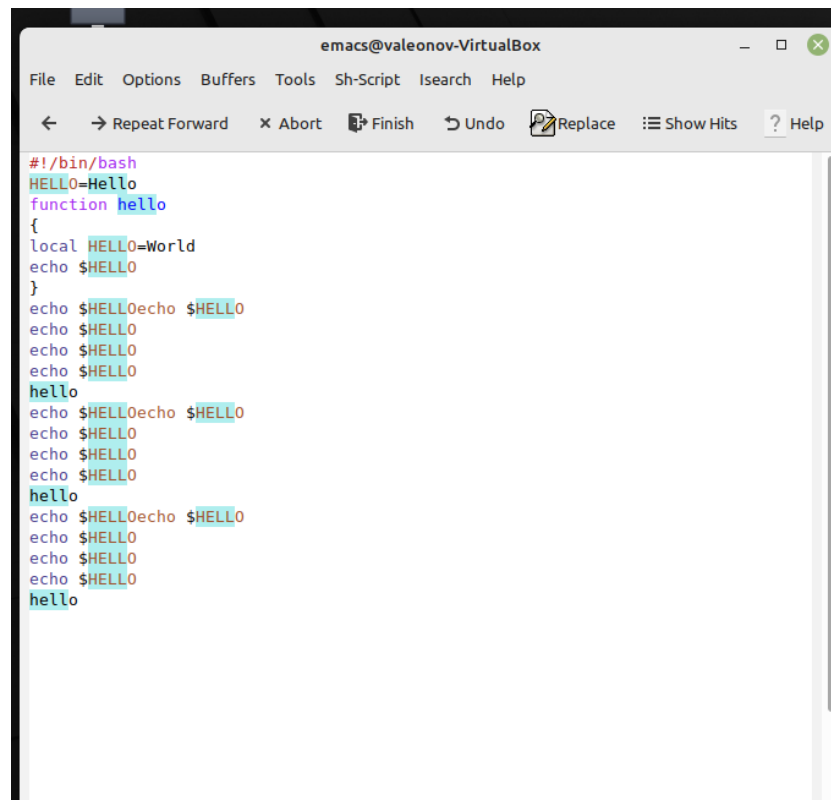 emacs@valeonov-VirtualBox
File Edit Options Buffers Tools Sh-Script Isearch Help
Repeat Forward Abort Finish Undo Replace Show Hits ? Help
#!/bin/bash
HELLO=Hello
function hello
{
local HELLO=World
echo $HELLO
}
echo $HELLOecho $HELLO
echo $HELLO
echo $HELLO
echo $HELLO
hello
echo $HELLOecho $HELLO
echo $HELLO
echo $HELLO
echo $HELLO
hello
echo $HELLOecho $HELLO
echo $HELLO
echo $HELLO
echo $HELLO
hello